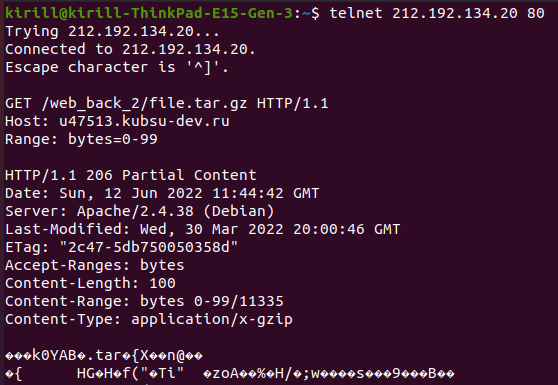 kirill@kirill-ThinkPad-E15-Gen-3:~$ telnet 212.192.134.20 80
Trying 212.192.134.20...
Connected to 212.192.134.20.
Escape character is '^]'.
GET /web_back_2/file.tar.gz HTTP/1.1
Host: u47513.kubsu-dev.ru
Range: bytes=0-99
HTTP/1.1 206 Partial Content
Date: Sun, 12 Jun 2022 11:44:42 GMT
Server: Apache/2.4.38 (Debian)
Last-Modified: Wed, 30 Mar 2022 20:00:46 GMT
ETag: "2c47-5db750050358d"
Accept-Ranges: bytes
Content-Length: 100
Content-Range: bytes 0-99/11335
Content-Type: application/x-gzip
���k0YAB�.tar�{X��n@��
�{ HG�H�f("�Ti" �zoA��%�H/�;w����s���9���B��